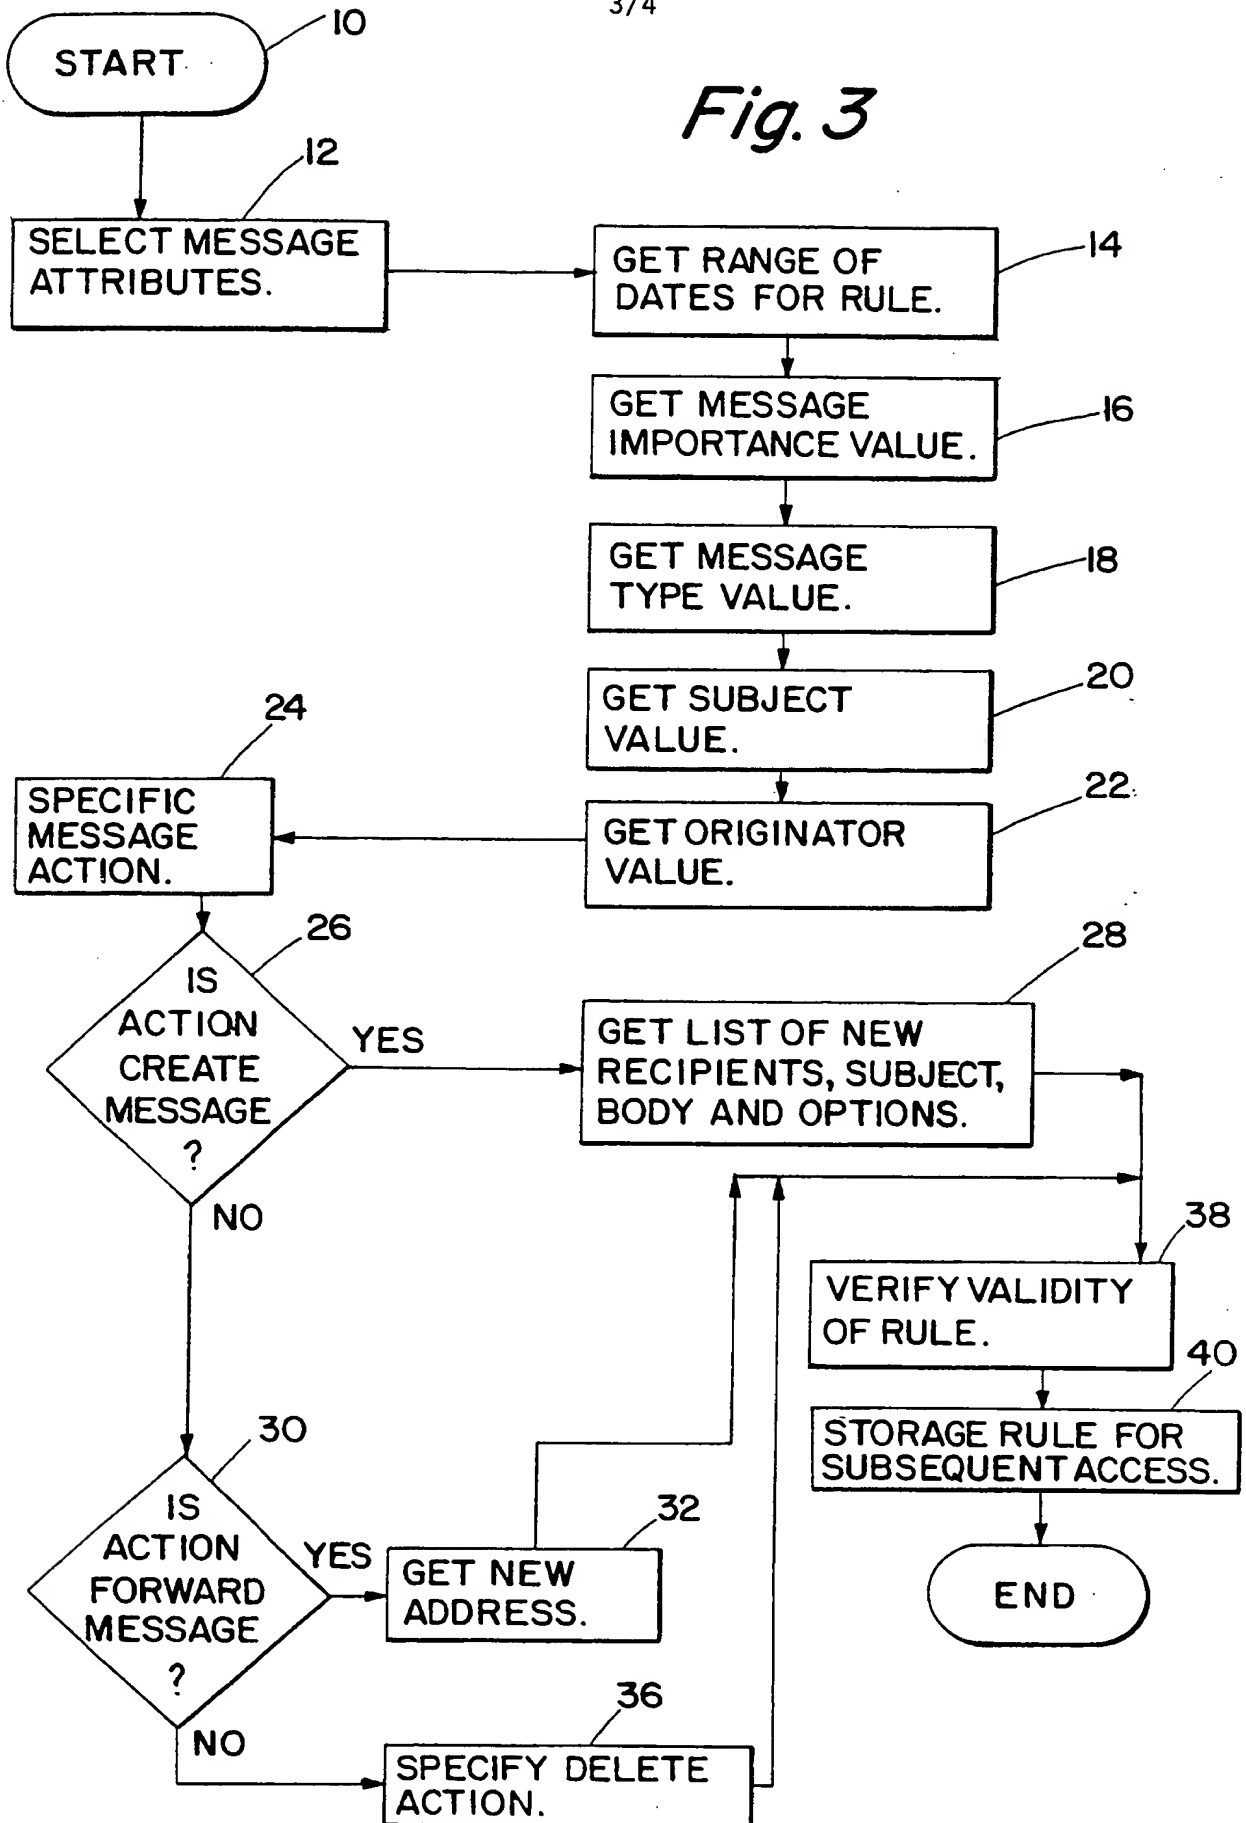 3/4
START
10
Fig. 3
12
SELECT MESSAGE
ATTRIBUTES.
GET RANGE OF
DATES FOR RULE.
14
GET MESSAGE
IMPORTANCE VALUE.
16
GET MESSAGE
TYPE VALUE.
18
GET SUBJECT
VALUE.
20
GET ORIGINATOR
VALUE.
22
24
SPECIFIC
MESSAGE
ACTION.
26
IS
ACTION
CREATE
MESSAGE
?
YES
NO
28
GET LIST OF NEW
RECIPIENTS, SUBJECT,
BODY AND OPTIONS.
30
IS
ACTION
FORWARD
MESSAGE
?
YES
NO
32
GET NEW
ADDRESS.
36
SPECIFY DELETE
ACTION.
38
VERIFY VALIDITY
OF RULE.
40
STORAGE RULE FOR
SUBSEQUENT ACCESS.
END